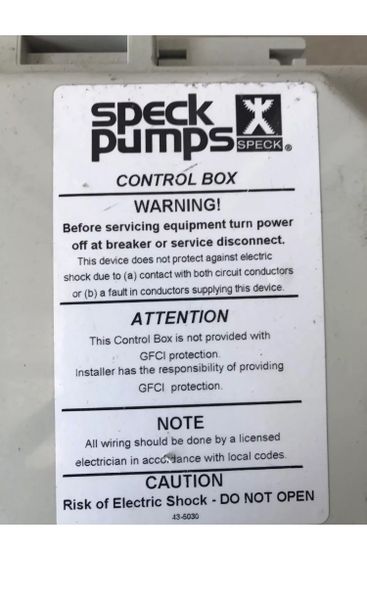 speck
pumps
SPECK ®
CONTROL BOX
WARNING!
Before servicing equipment turn power
off at breaker or service disconnect.
This device does not protect against electric
shock due to (a) contact with both circuit conductors
or (b) a fault in conductors supplying this device.
ATTENTION
This Control Box is not provided with
GFCI protection.
Installer has the responsibility of providing
GFCI protection.
NOTE
All wiring should be done by a licensed
electrician in accordance with local codes.
CAUTION
Risk of Electric Shock - DO NOT OPEN
43-6030